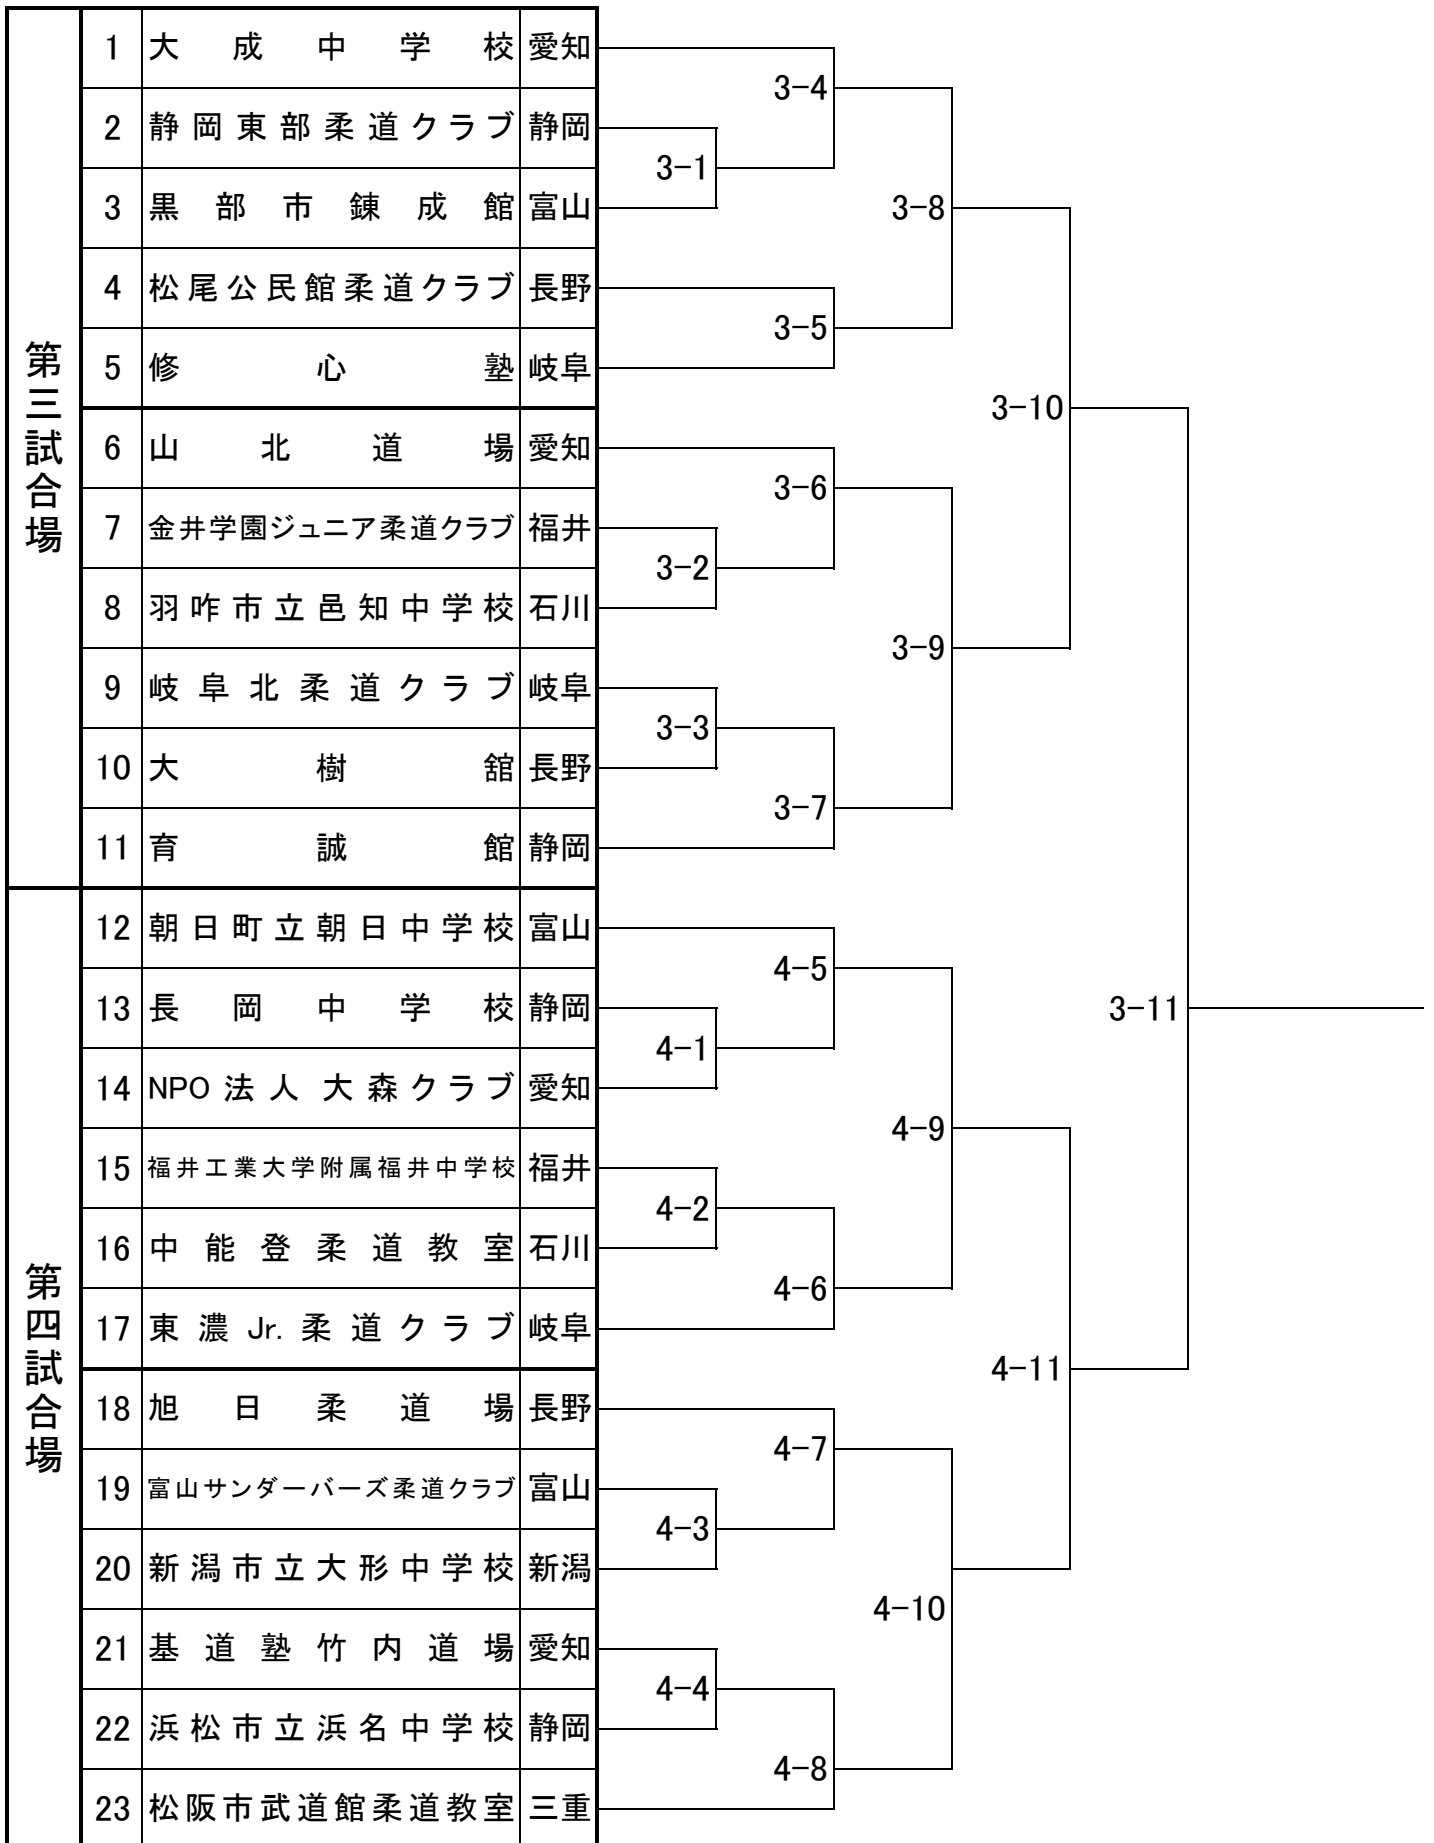 1 大成中学校 愛知
3-4
2 静岡東部柔道クラブ 静岡
3-1
3 黒部市錬成館 富山
3-8
4 松尾公民館柔道クラブ 長野
3-5
第三試合場
5 修心塾 岐阜
3-10
6 山北道場 愛知
3-6
7 金井学園ジュニア柔道クラブ 福井
3-2
8 羽咋市立邑知中学校 石川
3-9
9 岐阜北柔道クラブ 岐阜
3-3
10 大樹舘 長野
3-7
11 育誠館 静岡
12 朝日町立朝日中学校 富山
4-5
13 長岡中学校 静岡
3-11
4-1
14 NPO法人 大森クラブ 愛知
4-9
15 福井工業大学附属福井中学校 福井
4-2
16 中能登柔道教室 石川
4-6
第四試合場
17 東濃Jr.柔道クラブ 岐阜
4-11
18 旭日柔道場 長野
4-7
19 富山サンダーバーズ柔道クラブ 富山
4-3
20 新潟市立大形中学校 新潟
4-10
21 基道塾竹内道場 愛知
4-4
22 浜松市立浜名中学校 静岡
4-8
23 松阪市武道館柔道教室 三重